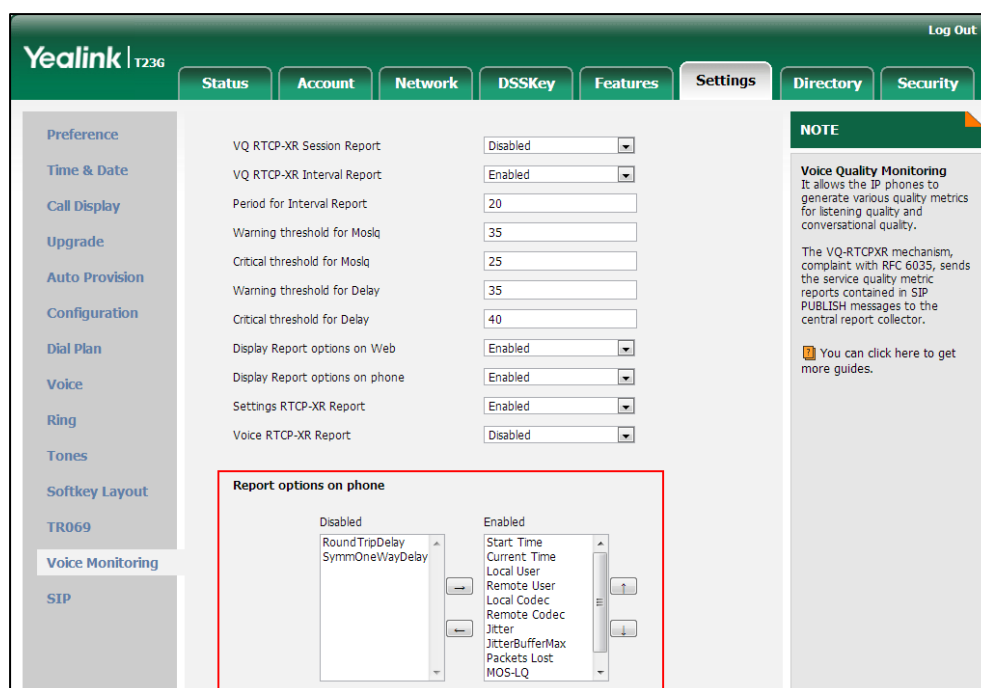 Log Out
Yealink | T23G
Status Account Network DSSKey Features Settings Directory Security
Preference
Time & Date
Call Display
Upgrade
Auto Provision
Configuration
Dial Plan
Voice
Ring
Tones
Softkey Layout
TR069
Voice Monitoring
SIP
VQ RTCP-XR Session Report Disabled
VQ RTCP-XR Interval Report Enabled
Period for Interval Report 20
Warning threshold for Moslq 35
Critical threshold for Moslq 25
Warning threshold for Delay 35
Critical threshold for Delay 40
Display Report options on Web Enabled
Display Report options on phone Enabled
Settings RTCP-XR Report Enabled
Voice RTCP-XR Report Disabled
Report options on phone
Disabled
RoundTripDelay
SymmOneWayDelay
→
←
Enabled
Start Time
Current Time
Local User
Remote User
Local Codec
Remote Codec
Jitter
JitterBufferMax
Packets Lost
MOS-LQ
↑
↓
NOTE
Voice Quality Monitoring
It allows the IP phones to
generate various quality metrics
for listening quality and
conversational quality.
The VQ-RTCPXR mechanism,
complaint with RFC 6035, sends
the service quality metric
reports contained in SIP
PUBLISH messages to the
central report collector.
? You can click here to get
more guides.